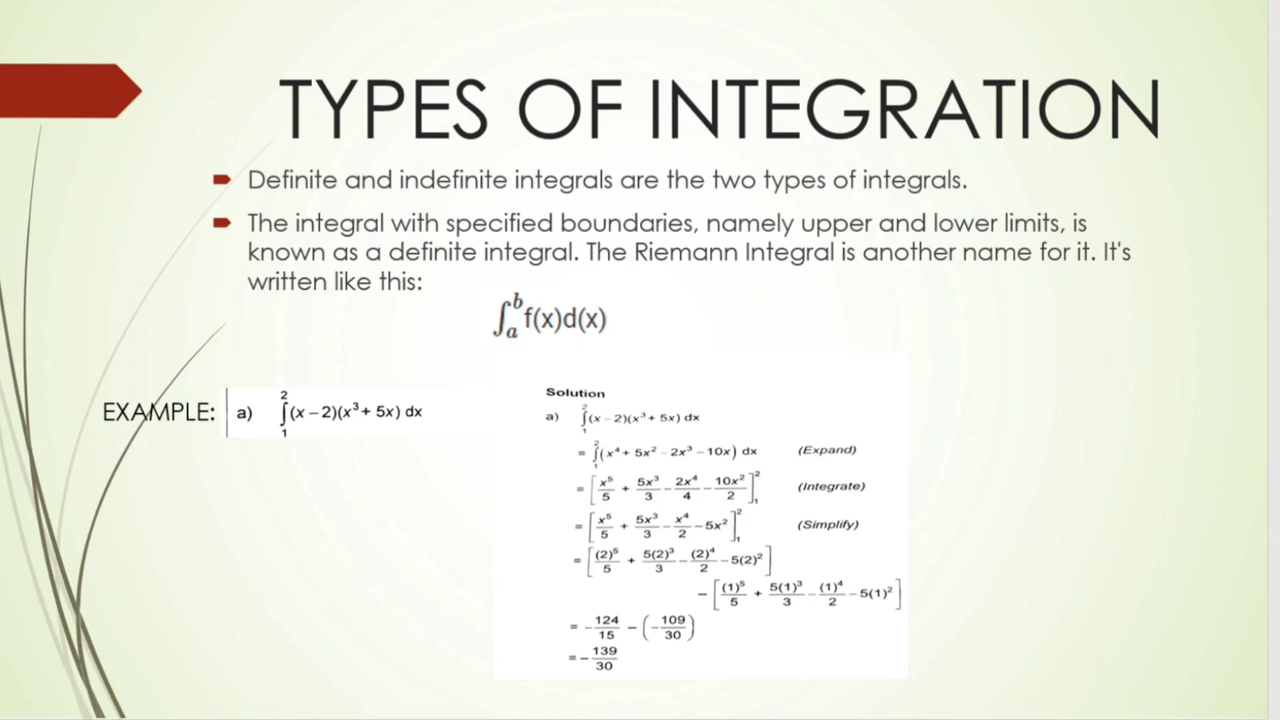 TYPES OF INTEGRATION
Definite and indefinite integrals are the two types of integrals.
The integral with specified boundaries, namely upper and lower limits, is
known as a definite integral. The Riemann Integral is another name for it. It's
written like this:
∫ₐᵇ f(x)d(x)
EXAMPLE: a) ∫₁² (x – 2)(x³ + 5x) dx
Solution
a) ∫₁² (x – 2)(x³ + 5x) dx
= ∫₁² (x⁴ + 5x² – 2x³ – 10x) dx (Expand)
= [x⁵/5 + 5x³/3 – 2x⁴/4 – 10x²/2]₁² (Integrate)
= [x⁵/5 + 5x³/3 – x⁴/2 – 5x²]₁² (Simplify)
= [(2)⁵/5 + 5(2)³/3 – (2)⁴/2 – 5(2)²]
– [(1)⁵/5 + 5(1)³/3 – (1)⁴/2 – 5(1)²]
= –124/15 – (–109/30)
= –139/30